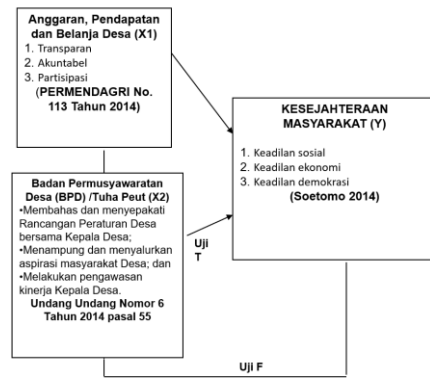 Anggaran, Pendapatan
dan Belanja Desa (X1)
1. Transparan
2. Akuntabel
3. Partisipasi
(PERMENDAGRI No.
113 Tahun 2014)
KESEJAHTERAAN
MASYARAKAT (Y)
1. Keadilan sosial
2. Keadilan ekonomi
3. Keadilan demokrasi
(Soetomo 2014)
Badan Permusyawaratan
Desa (BPD) /Tuha Peut (X2)
•Membahas dan menyepakati
Rancangan Peraturan Desa
bersama Kepala Desa;
•Menampung dan menyalurkan
aspirasi masyarakat Desa; dan
•Melakukan pengawasan
kinerja Kepala Desa.
Undang Undang Nomor 6
Tahun 2014 pasal 55
Uji
T
Uji F